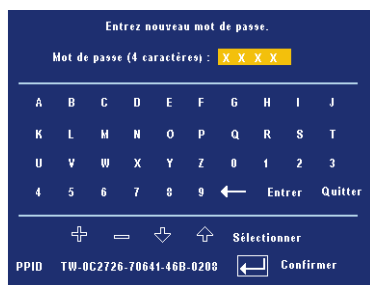 Entrez nouveau mot de passe.
Mot de passe (4 caractères) : X X X X
A B C D E F G H I J
K L M N O P Q R S T
U V W X Y Z 0 1 2 3
4 5 6 7 8 9 ← Entrer Quitter
Sélectionner
PPID TW-0C2726-70641-46B-0208 Confirmer